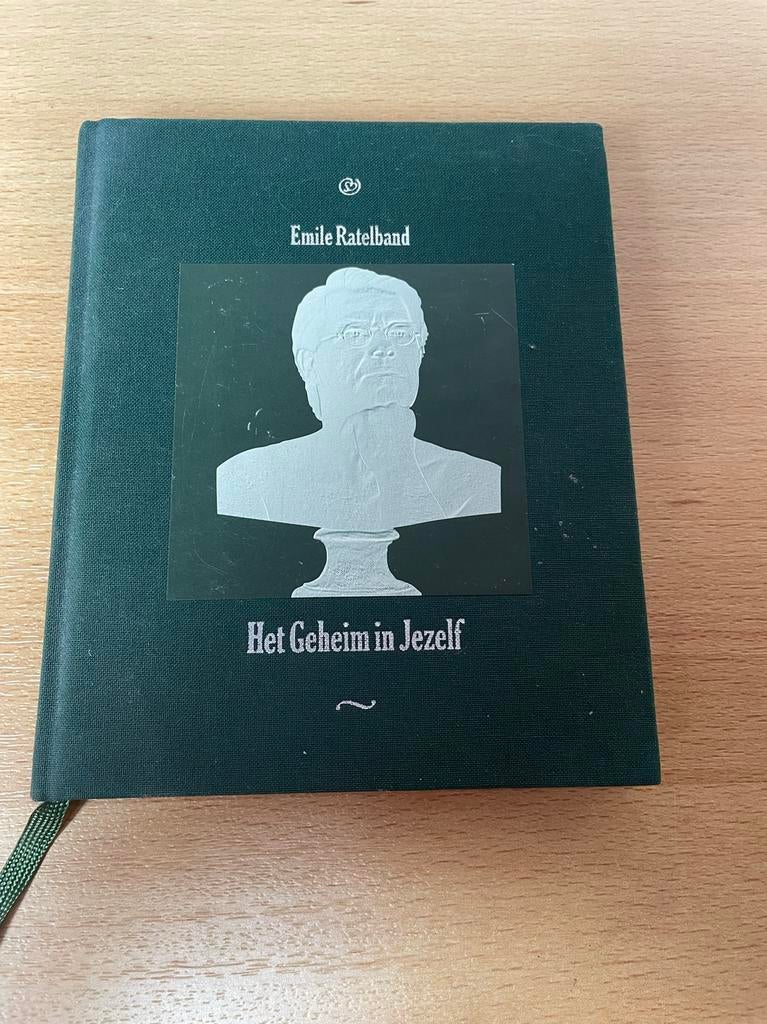 Emile Ratelband
Het Geheim in Jezelf